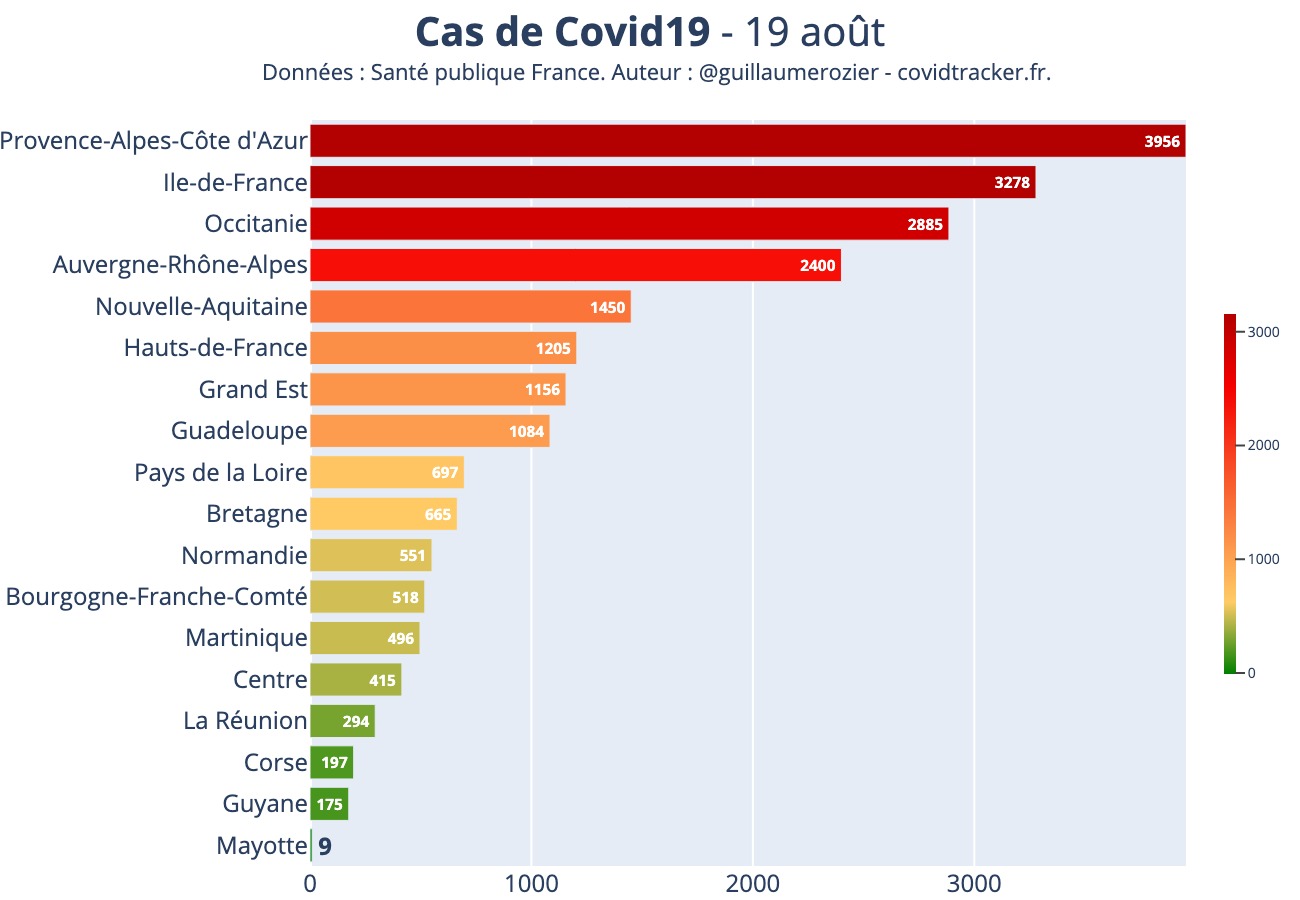 Cas de Covid19 - 19 août
Données : Santé publique France. Auteur : @guillaumerozier - covidtracker.fr.
Provence-Alpes-Côte d'Azur 3956
Ile-de-France 3278
Occitanie 2885
Auvergne-Rhône-Alpes 2400
Nouvelle-Aquitaine 1450
Hauts-de-France 1205
Grand Est 1156
Guadeloupe 1084
Pays de la Loire 697
Bretagne 665
Normandie 551
Bourgogne-Franche-Comté 518
Martinique 496
Centre 415
La Réunion 294
Corse 197
Guyane 175
Mayotte 9
0 1000 2000 3000
3000
2000
1000
0